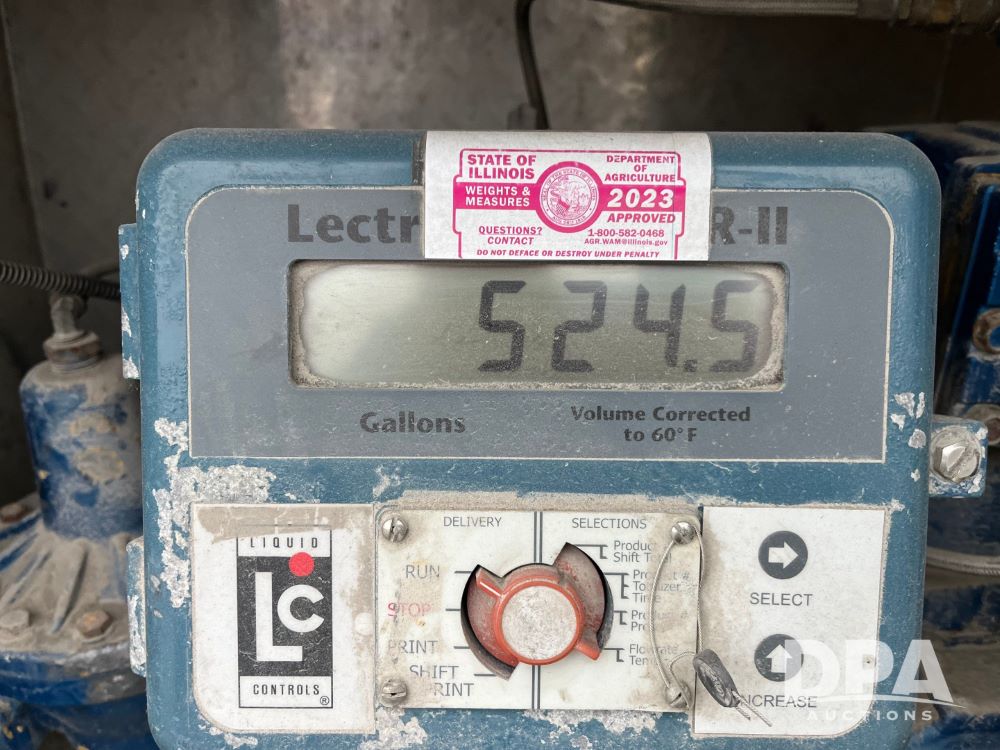 STATE OF ILLINOIS
DEPARTMENT OF AGRICULTURE
WEIGHTS & MEASURES
2023
APPROVED
QUESTIONS? CONTACT
1-800-582-0468
AGR.WAM@illinois.gov
DO NOT DEFACE OR DESTROY UNDER PENALTY
Lectr R-II
524.5
Gallons
Volume Corrected
to 60° F
LIQUID
LC
CONTROLS
®
DELIVERY
SELECTIONS
RUN
STOP
PRINT
SHIFT
Shift
Time
SELECT
INCREASE
DPA
AUCTIONS